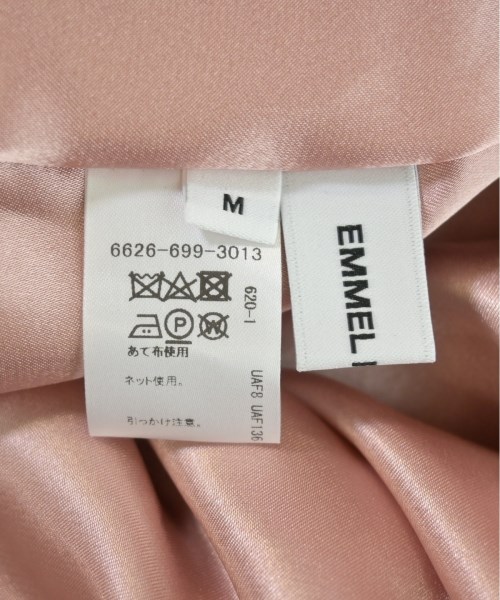 M
EMMEL
6626-699-3013
620-1
P
W
あて布使用
ネット使用。
引っかけ注意。
UAF8 UAF136